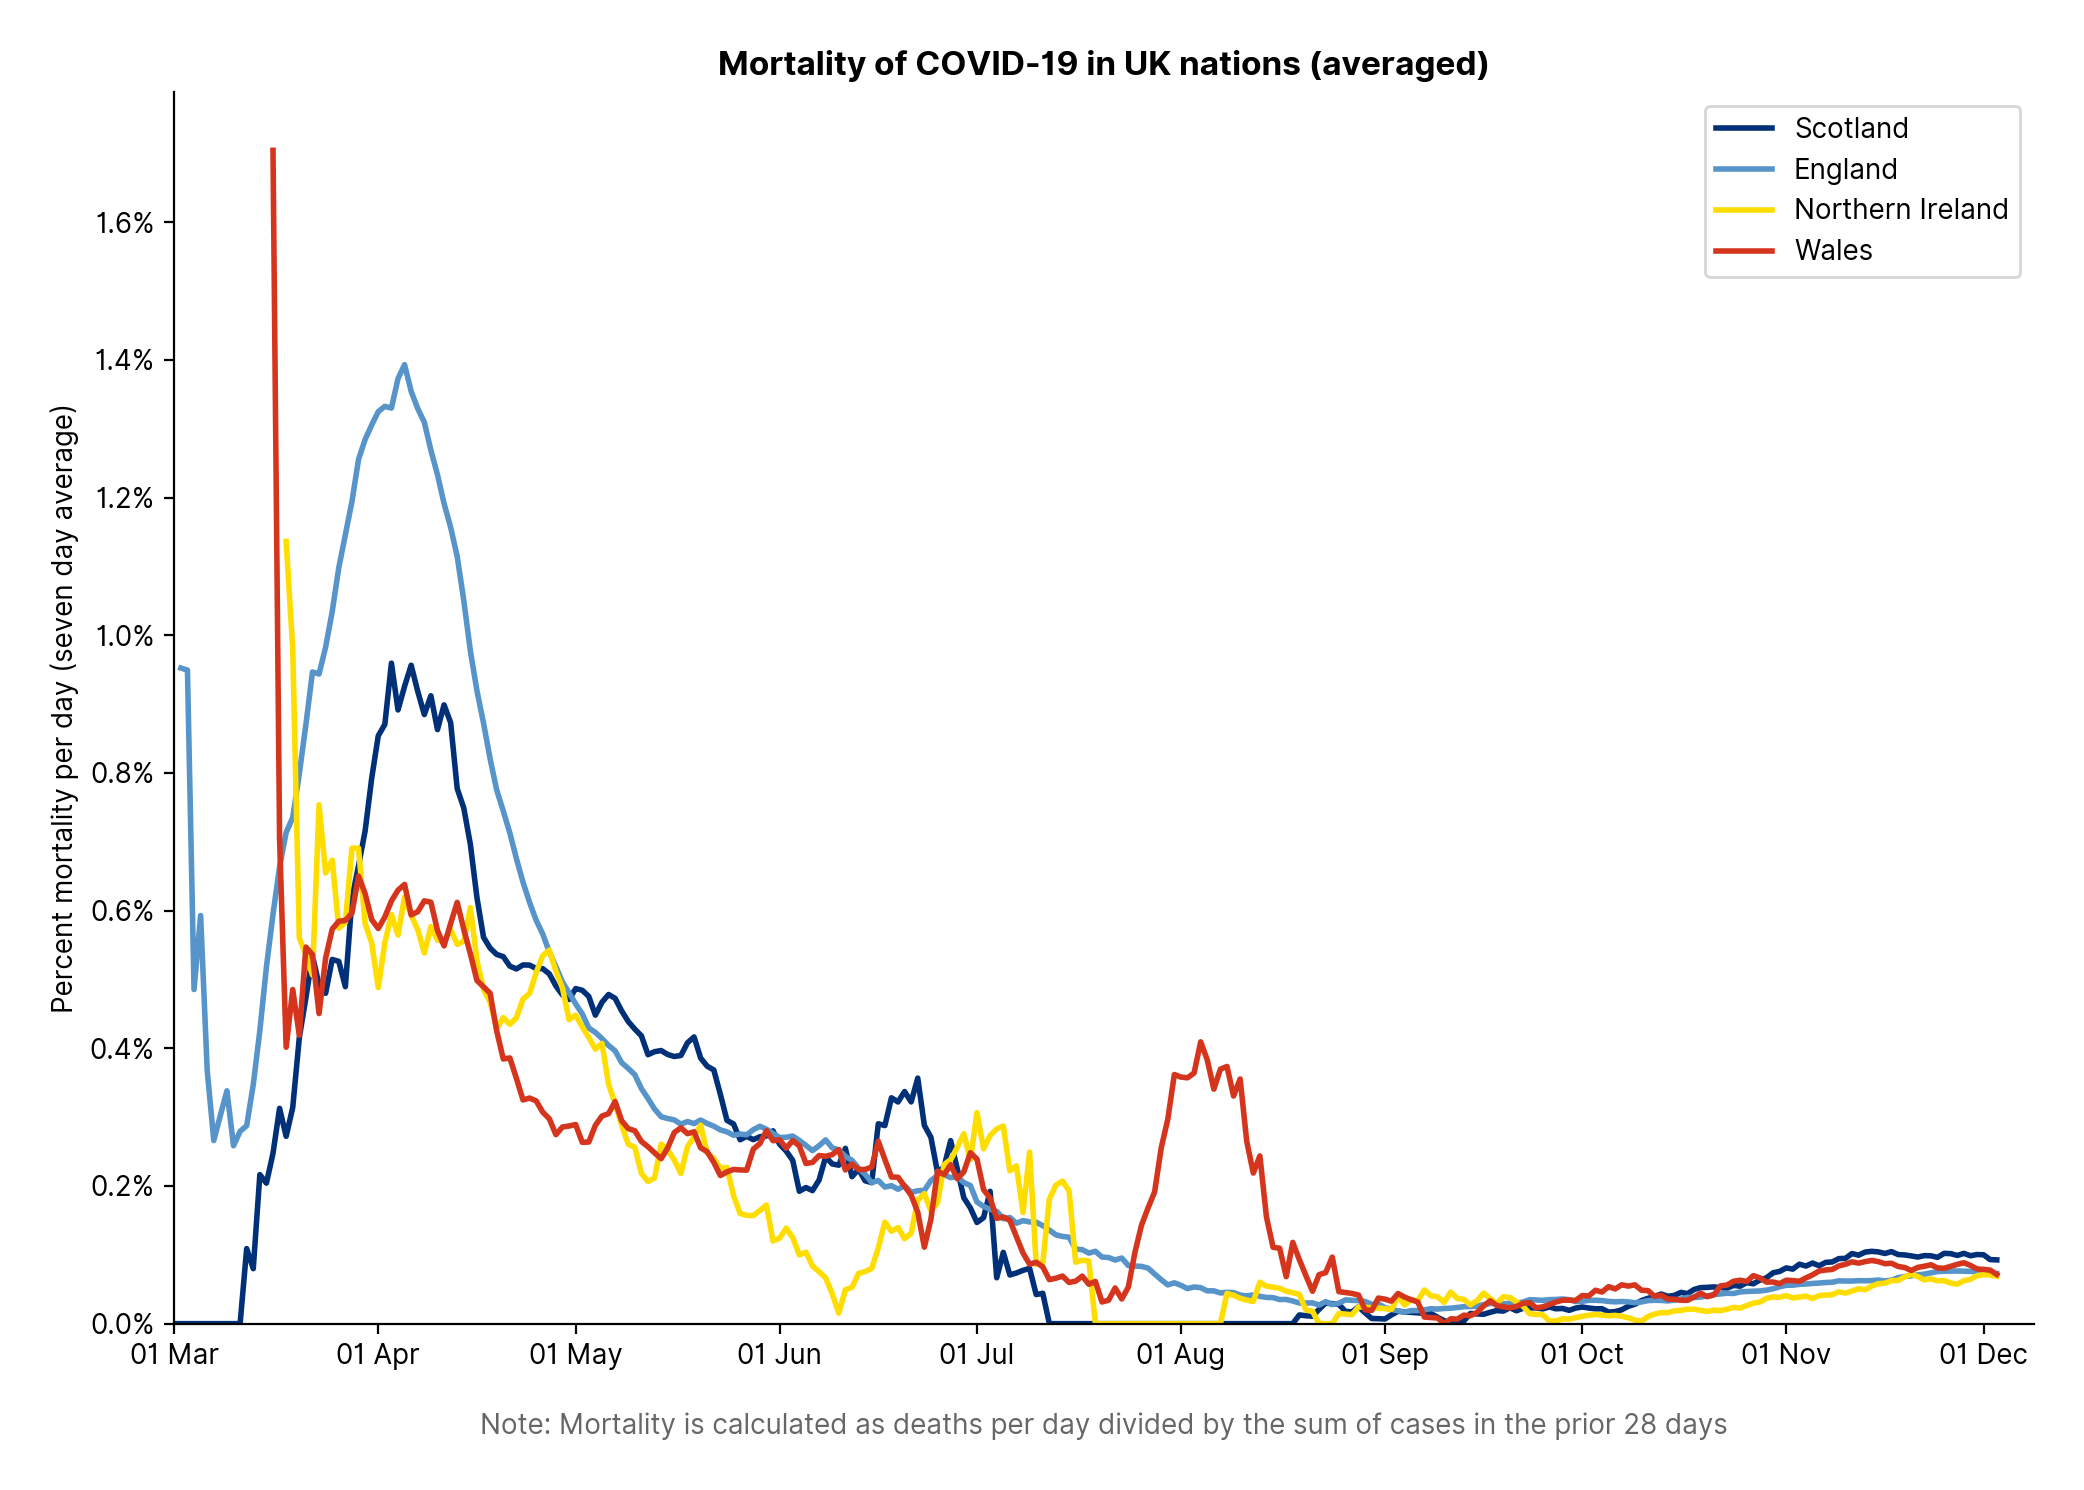 Mortality of COVID-19 in UK nations (averaged)
Scotland
England
Northern Ireland
Wales
Percent mortality per day (seven day average)
1.6%
1.4%
1.2%
1.0%
0.8%
0.6%
0.4%
0.2%
0.0%
01 Mar 01 Apr 01 May 01 Jun 01 Jul 01 Aug 01 Sep 01 Oct 01 Nov 01 Dec
Note: Mortality is calculated as deaths per day divided by the sum of cases in the prior 28 days